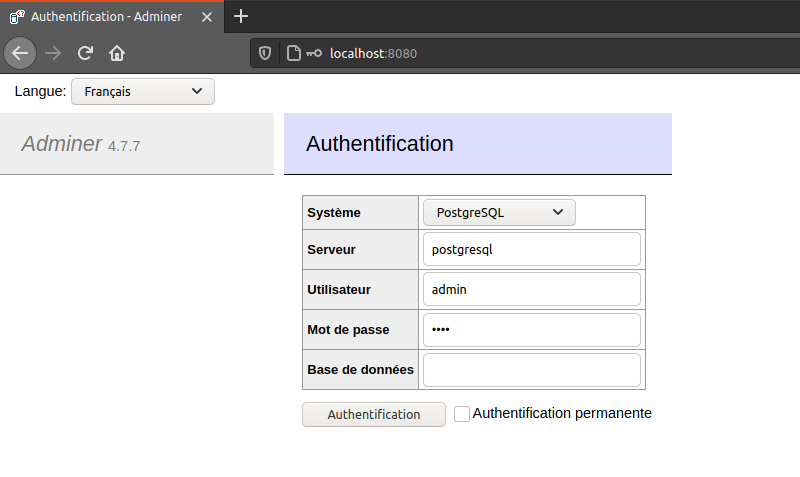 Authentification - Adminer
localhost:8080
Langue: Français
Adminer 4.7.7
Authentification
Système PostgreSQL
Serveur postgresql
Utilisateur admin
Mot de passe ••••
Base de données
Authentification Authentification permanente